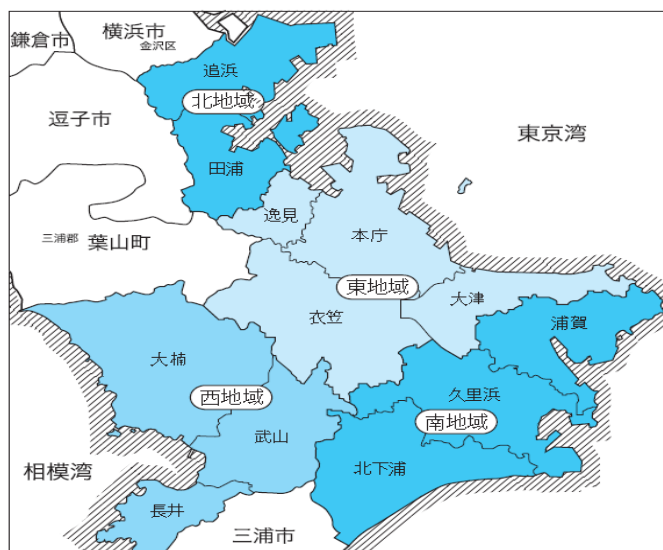 横浜市
鎌倉市
金沢区
追浜
北地域
逗子市
東京湾
田浦
逸見
本庁
三浦郡
葉山町
東地域
大津
衣笠
浦賀
大楠
久里浜
西地域
南地域
武山
北下浦
相模湾
長井
三浦市